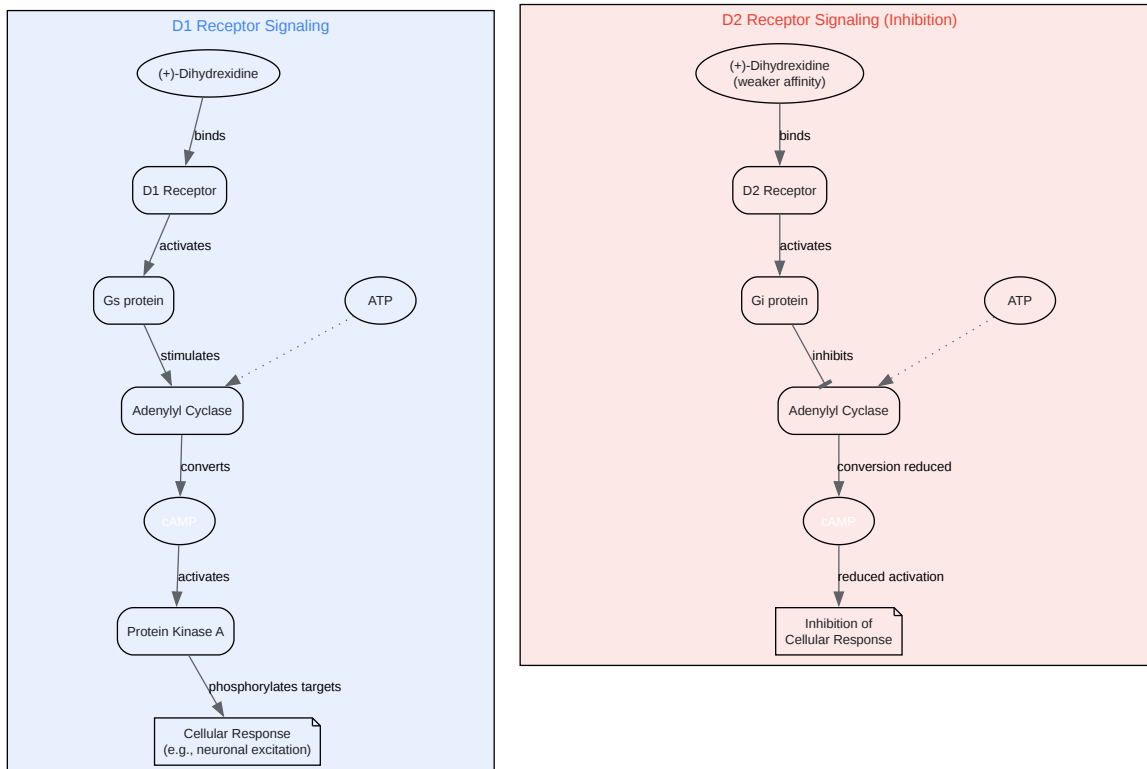 D1 Receptor Signaling
(+)-Dihydrexidine
binds
D1 Receptor
activates
Gs protein
ATP
stimulates
Adenylyl Cyclase
converts
cAMP
activates
Protein Kinase A
phosphorylates targets
Cellular Response
(e.g., neuronal excitation)
D2 Receptor Signaling (Inhibition)
(+)-Dihydrexidine
(weaker affinity)
binds
D2 Receptor
activates
Gi protein
ATP
inhibits
Adenylyl Cyclase
conversion reduced
cAMP
reduced activation
Inhibition of
Cellular Response